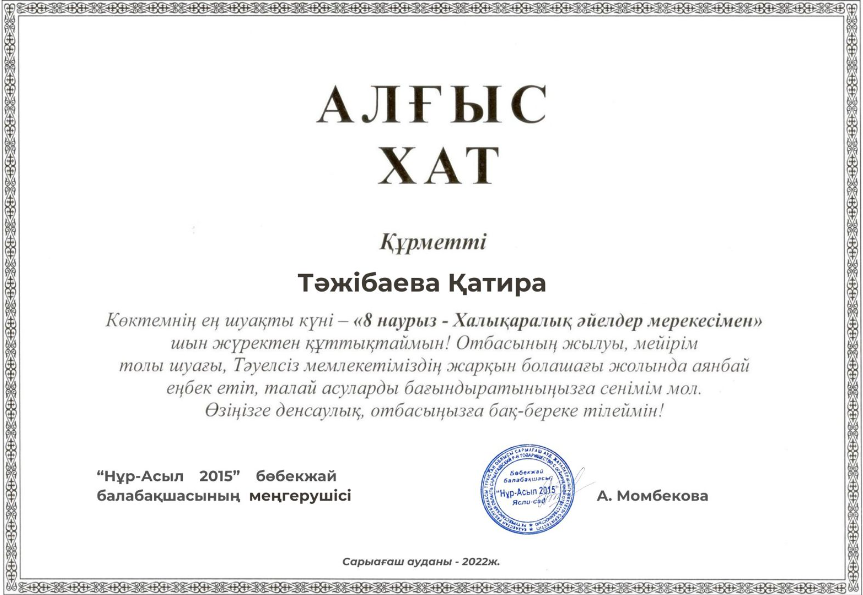 АЛҒЫС
ХАТ
Құрметті
Тәжібаева Қатира
Көктемнің ең шуақты күні – «8 наурыз - Халықаралық әйелдер мерекесімен»
шын жүректен құттықтаймын! Отбасының жылуы, мейірім
толы шуағы, Тәуелсіз мемлекетіміздің жарқын болашағы жолында аянбай
еңбек етіп, талай асуларды бағындыратыныңызға сенімім мол.
Өзіңізге денсаулық, отбасыңызға бақ-береке тілеймін!
“Нұр-Асыл 2015” бөбекжай
балабақшасының меңгерушісі
Бөбекжай
балабақшасы
“Нұр-Асыл 2015”
Ясли-сад
А. Момбекова
Сарыағаш ауданы - 2022ж.